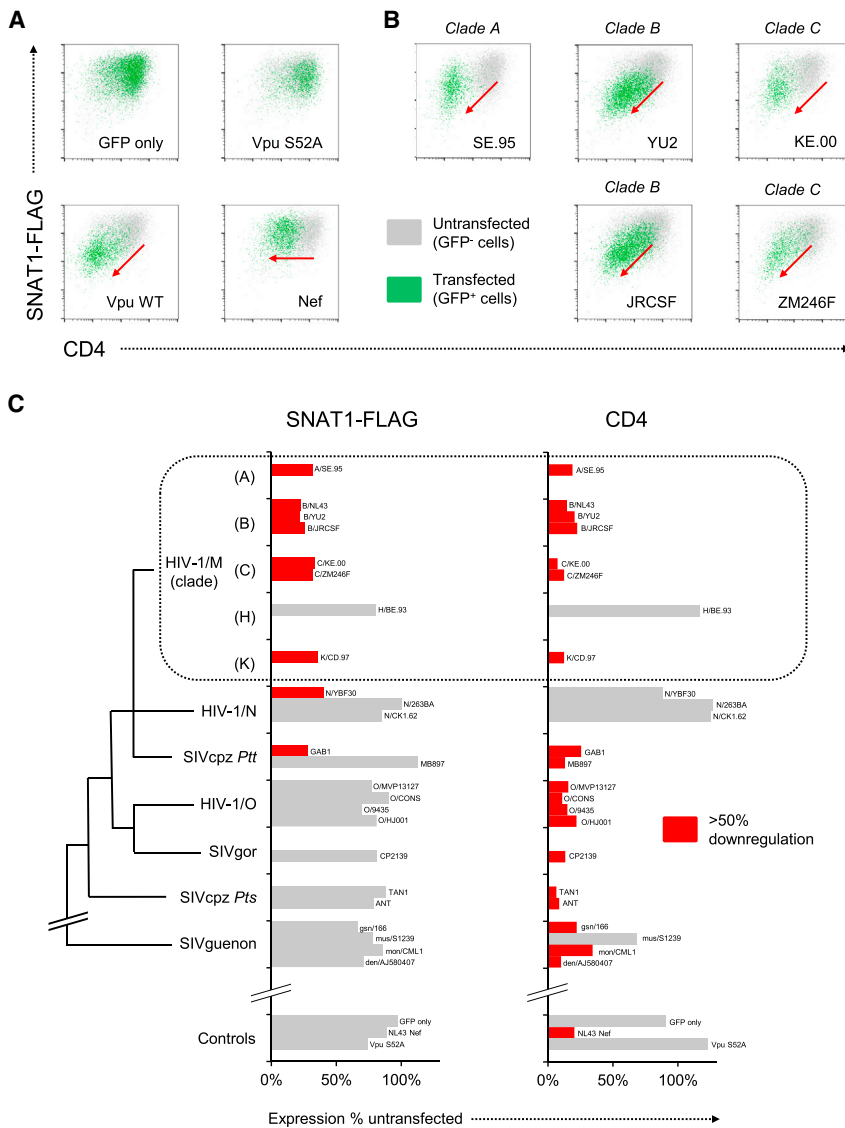 A
GFP only
Vpu S52A
Vpu WT
Nef
SNAT1-FLAG
CD4
B
Clade A
Clade B
Clade C
SE.95
YU2
KE.00
Untransfected
(GFP⁻ cells)
Transfected
(GFP⁺ cells)
Clade B
Clade C
JRCSF
ZM246F
C
SNAT1-FLAG
CD4
HIV-1/M
(clade)
(A)
A/SE.95
A/SE.95
(B)
B/NL43
B/YU2
B/JRCSF
B/NL43
B/YU2
B/JRCSF
(C)
C/KE.00
C/ZM246F
C/KE.00
C/ZM246F
(H)
H/BE.93
H/BE.93
(K)
K/CD.97
K/CD.97
HIV-1/N
N/YBF30
N/263BA
N/CK1.62
N/YBF30
N/263BA
N/CK1.62
SIVcpz Ptt
GAB1
MB897
GAB1
MB897
HIV-1/O
O/MVP13127
O/CONS
O/9435
O/HJ001
O/MVP13127
O/CONS
O/9435
O/HJ001
>50%
downregulation
SIVgor
CP2139
CP2139
SIVcpz Pts
TAN1
ANT
TAN1
ANT
SIVguenon
gsn/166
mus/S1239
mon/CML1
den/AJ580407
gsn/166
mus/S1239
mon/CML1
den/AJ580407
Controls
GFP only
NL43 Nef
Vpu S52A
GFP only
NL43 Nef
Vpu S52A
0% 50% 100%
0% 50% 100%
Expression % untransfected